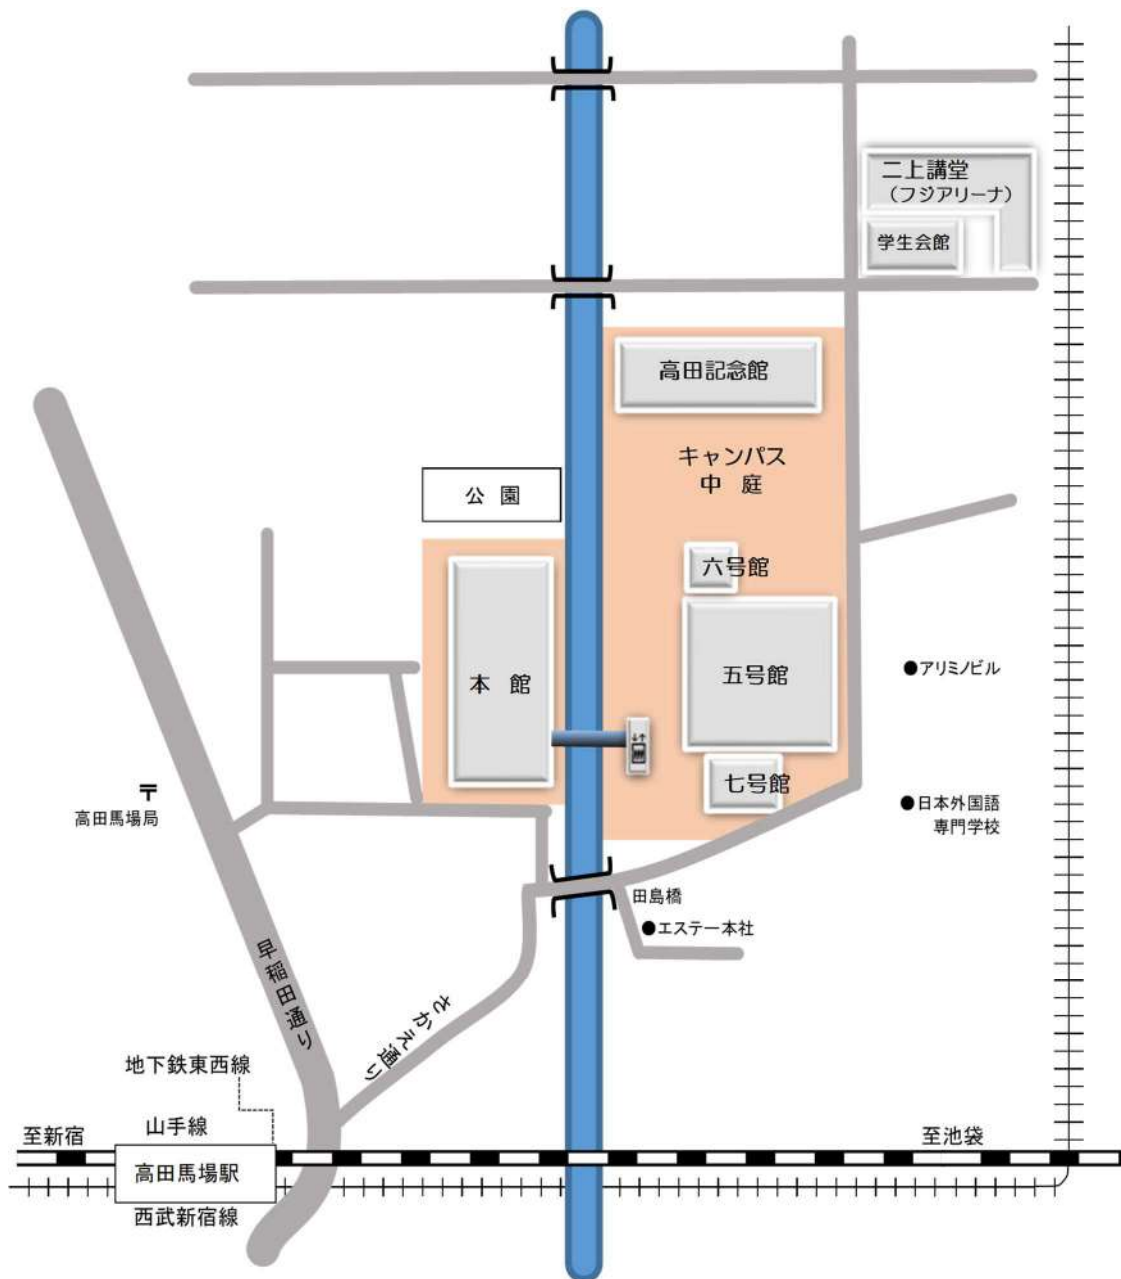 二上講堂
（フジアリーナ）
学生会館
高田記念館
キャンパス
中 庭
公 園
六号館
本 館
五号館
アリミノビル
七号館
〒
高田馬場局
日本外国語
専門学校
田島橋
エステー本社
早稲田通り
さかえ通り
地下鉄東西線
山手線
至新宿
至池袋
高田馬場駅
西武新宿線